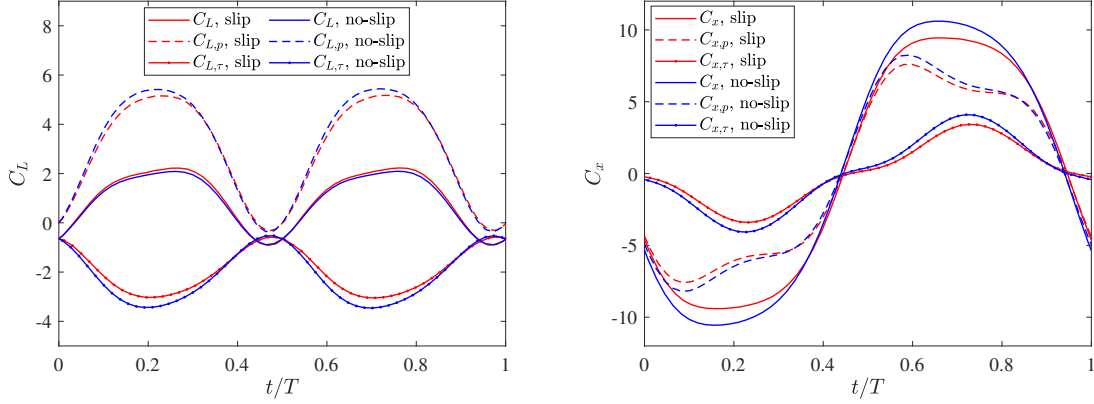 C_L, slip C_L, no-slip
C_{L,p}, slip C_{L,p}, no-slip
C_{L,τ}, slip C_{L,τ}, no-slip
8
6
4
2
0
-2
-4
C_L
0 0.2 0.4 0.6 0.8 1
t/T
C_x, slip
C_{x,p}, slip
C_{x,τ}, slip
C_x, no-slip
C_{x,p}, no-slip
C_{x,τ}, no-slip
10
5
0
-5
-10
C_x
0 0.2 0.4 0.6 0.8 1
t/T